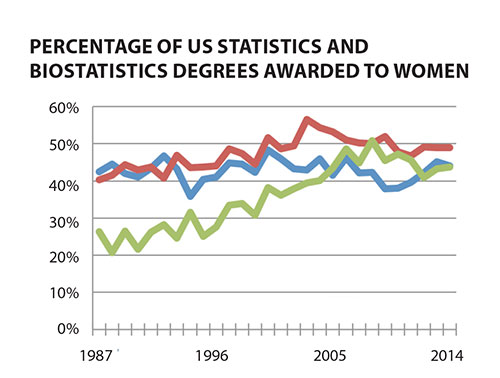 PERCENTAGE OF US STATISTICS AND
BIOSTATISTICS DEGREES AWARDED TO WOMEN
60%
50%
40%
30%
20%
10%
0%
1987 1996 2005 2014